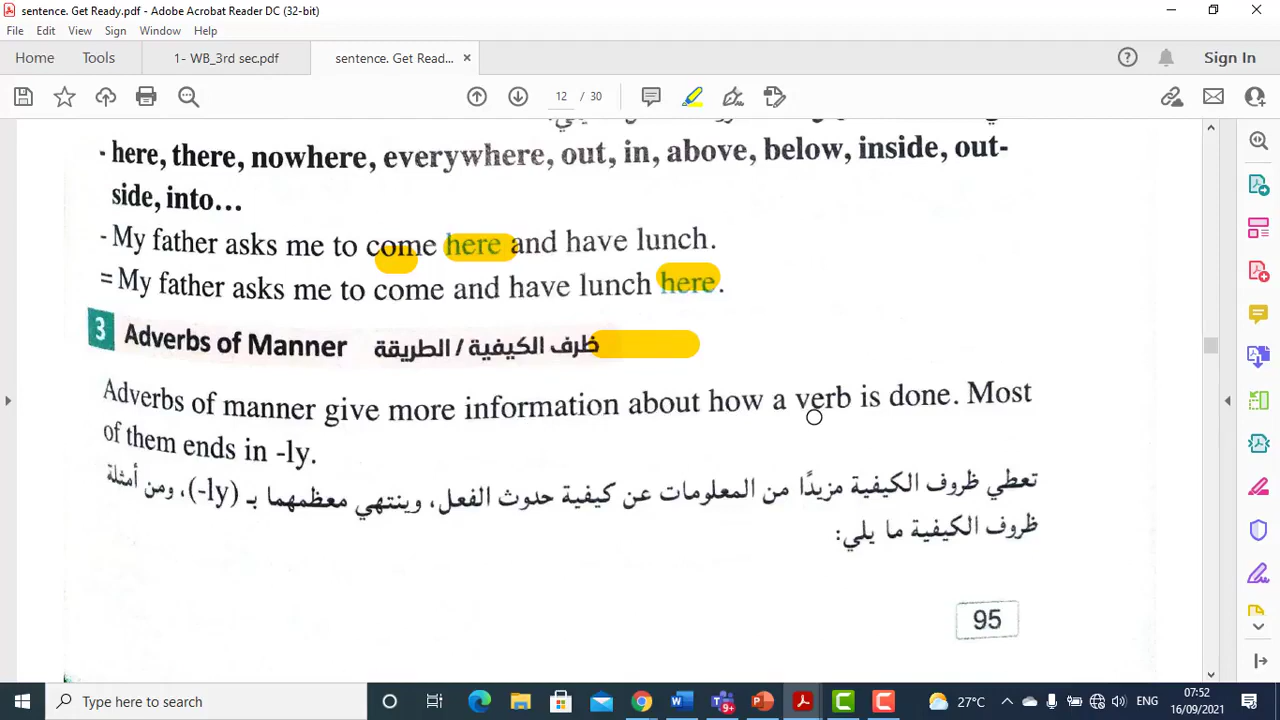 sentence. Get Ready.pdf - Adobe Acrobat Reader DC (32-bit)
File Edit View Sign Window Help
Home Tools 1- WB_3rd sec.pdf sentence. Get Read... ×
Sign In
12 / 30
- here, there, nowhere, everywhere, out, in, above, below, inside, out-
side, into...
- My father asks me to come here and have lunch.
= My father asks me to come and have lunch here.
3 Adverbs of Manner ظرف الكيفية / الطريقة
Adverbs of manner give more information about how a verb is done. Most
of them ends in -ly.
تعطي ظروف الكيفية مزيدًا من المعلومات عن كيفية حدوث الفعل، وينتهي معظمهما بـ (ly-)، ومن أمثلة
ظروف الكيفية ما يلي:
95
Type here to search
9+
27°C
ENG
07:52
16/09/2021